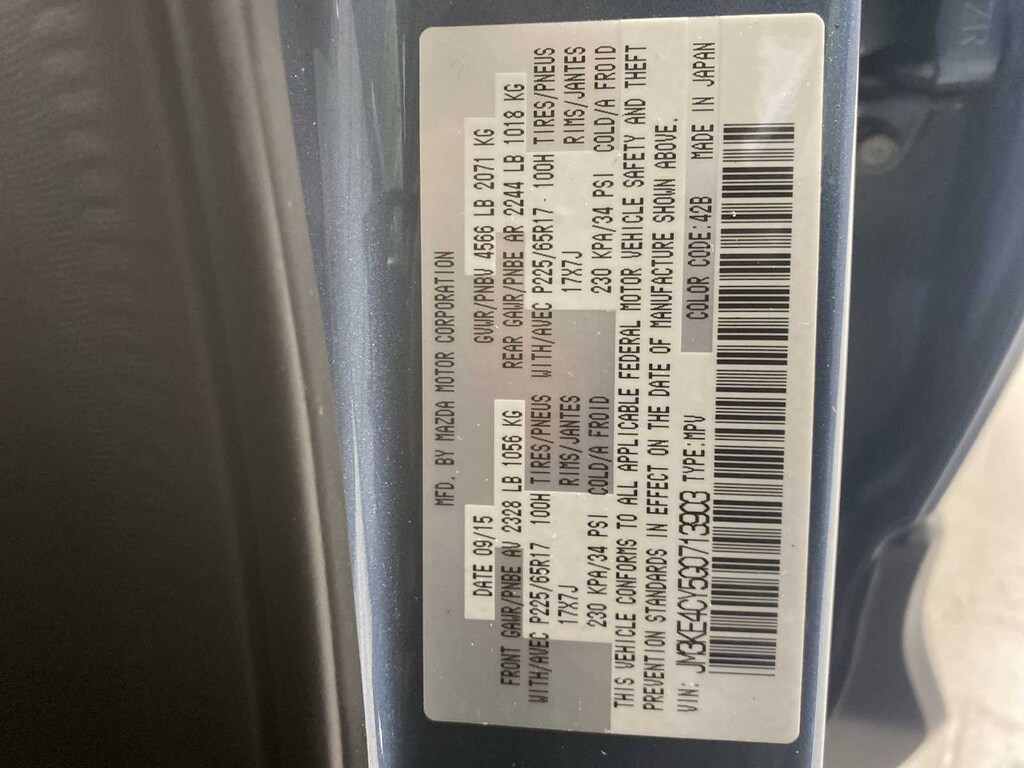 MFD. BY MAZDA MOTOR CORPORATION
DATE 09/15 GVWR/PNBV 4566 LB 2071 KG
FRONT GAWR/PNBE AV 2328 LB 1056 KG REAR GAWR/PNBE AR 2244 LB 1018 KG
WITH/AVEC P225/65R17 100H TIRES/PNEUS WITH/AVEC P225/65R17 100H TIRES/PNEUS
17X7J RIMS/JANTES 17X7J RIMS/JANTES
230 KPA/34 PSI COLD/A FROID 230 KPA/34 PSI COLD/A FROID
THIS VEHICLE CONFORMS TO ALL APPLICABLE FEDERAL MOTOR VEHICLE SAFETY AND THEFT
PREVENTION STANDARDS IN EFFECT ON THE DATE OF MANUFACTURE SHOWN ABOVE.
VIN: JM3KE4CY5G0713903 TYPE:MPV COLOR CODE:42B MADE IN JAPAN